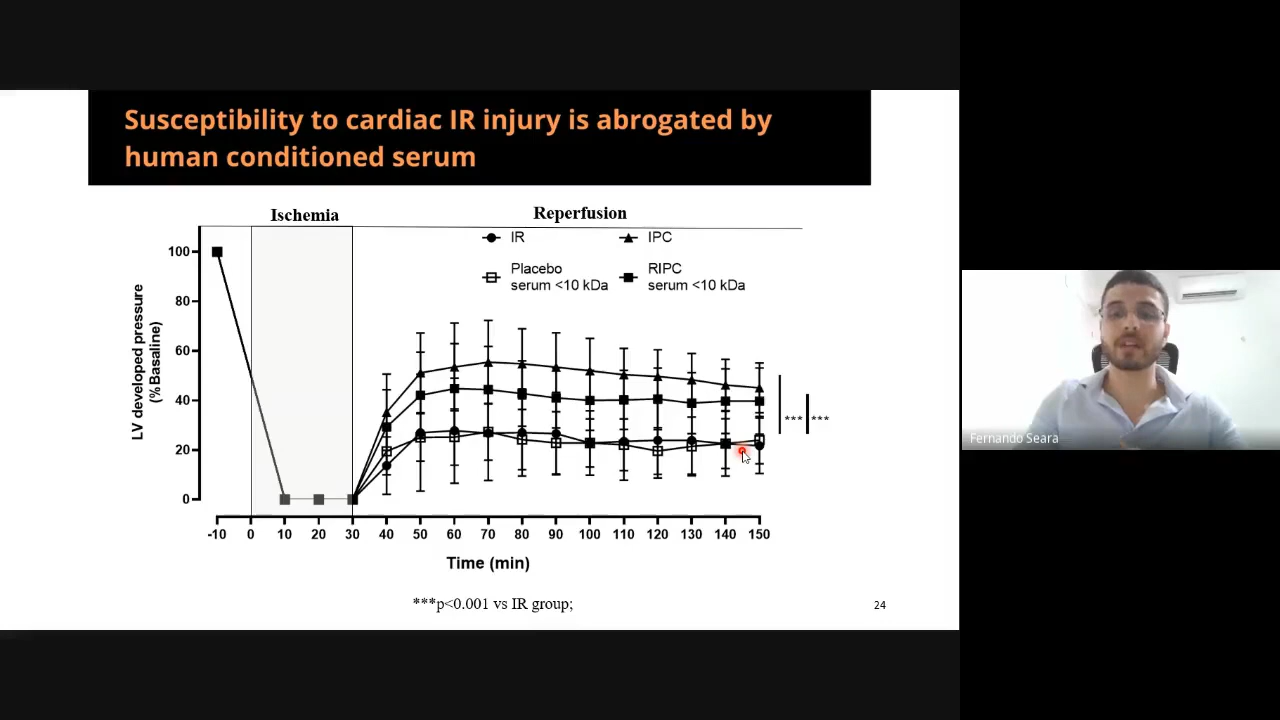 Susceptibility to cardiac IR injury is abrogated by
human conditioned serum
Ischemia
Reperfusion
IR
IPC
Placebo
serum <10 kDa
RIPC
serum <10 kDa
LV developed pressure
(%Basaline)
100
80
60
40
20
0
*** ***
-10 0 10 20 30 40 50 60 70 80 90 100 110 120 130 140 150
Time (min)
***p<0.001 vs IR group;
24
Fernando Seara